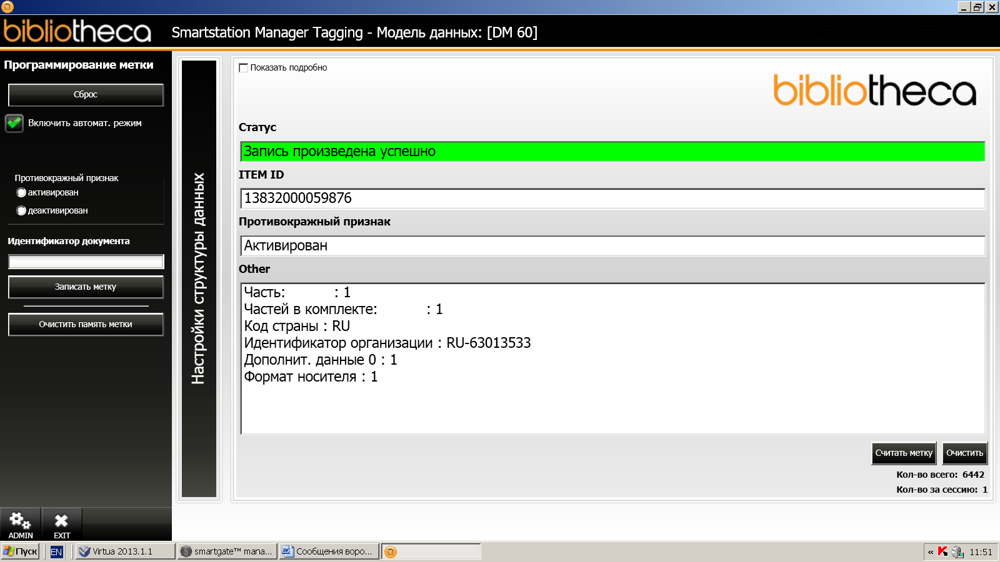 bibliotheca
Smartstation Manager Tagging - Модель данных: [DM 60]
Программирование метки
Сброс
Включить автомат. режим
Противокражный признак
активирован
деактивирован
Идентификатор документа
Записать метку
Очистить память метки
ADMIN
EXIT
Настройки структуры данных
Показать подробно
bibliotheca
Статус
Запись произведена успешно
ITEM ID
13832000059876
Противокражный признак
Активирован
Other
Часть: : 1
Частей в комплекте: : 1
Код страны : RU
Идентификатор организации : RU-63013533
Дополнит. данные 0 : 1
Формат носителя : 1
Считать метку
Очистить
Кол-во всего: 6442
Кол-во за сессию: 1
Пуск
EN
Virtua 2013.1.1
smartgate™ mana...
Сообщения воро...
«
11:51